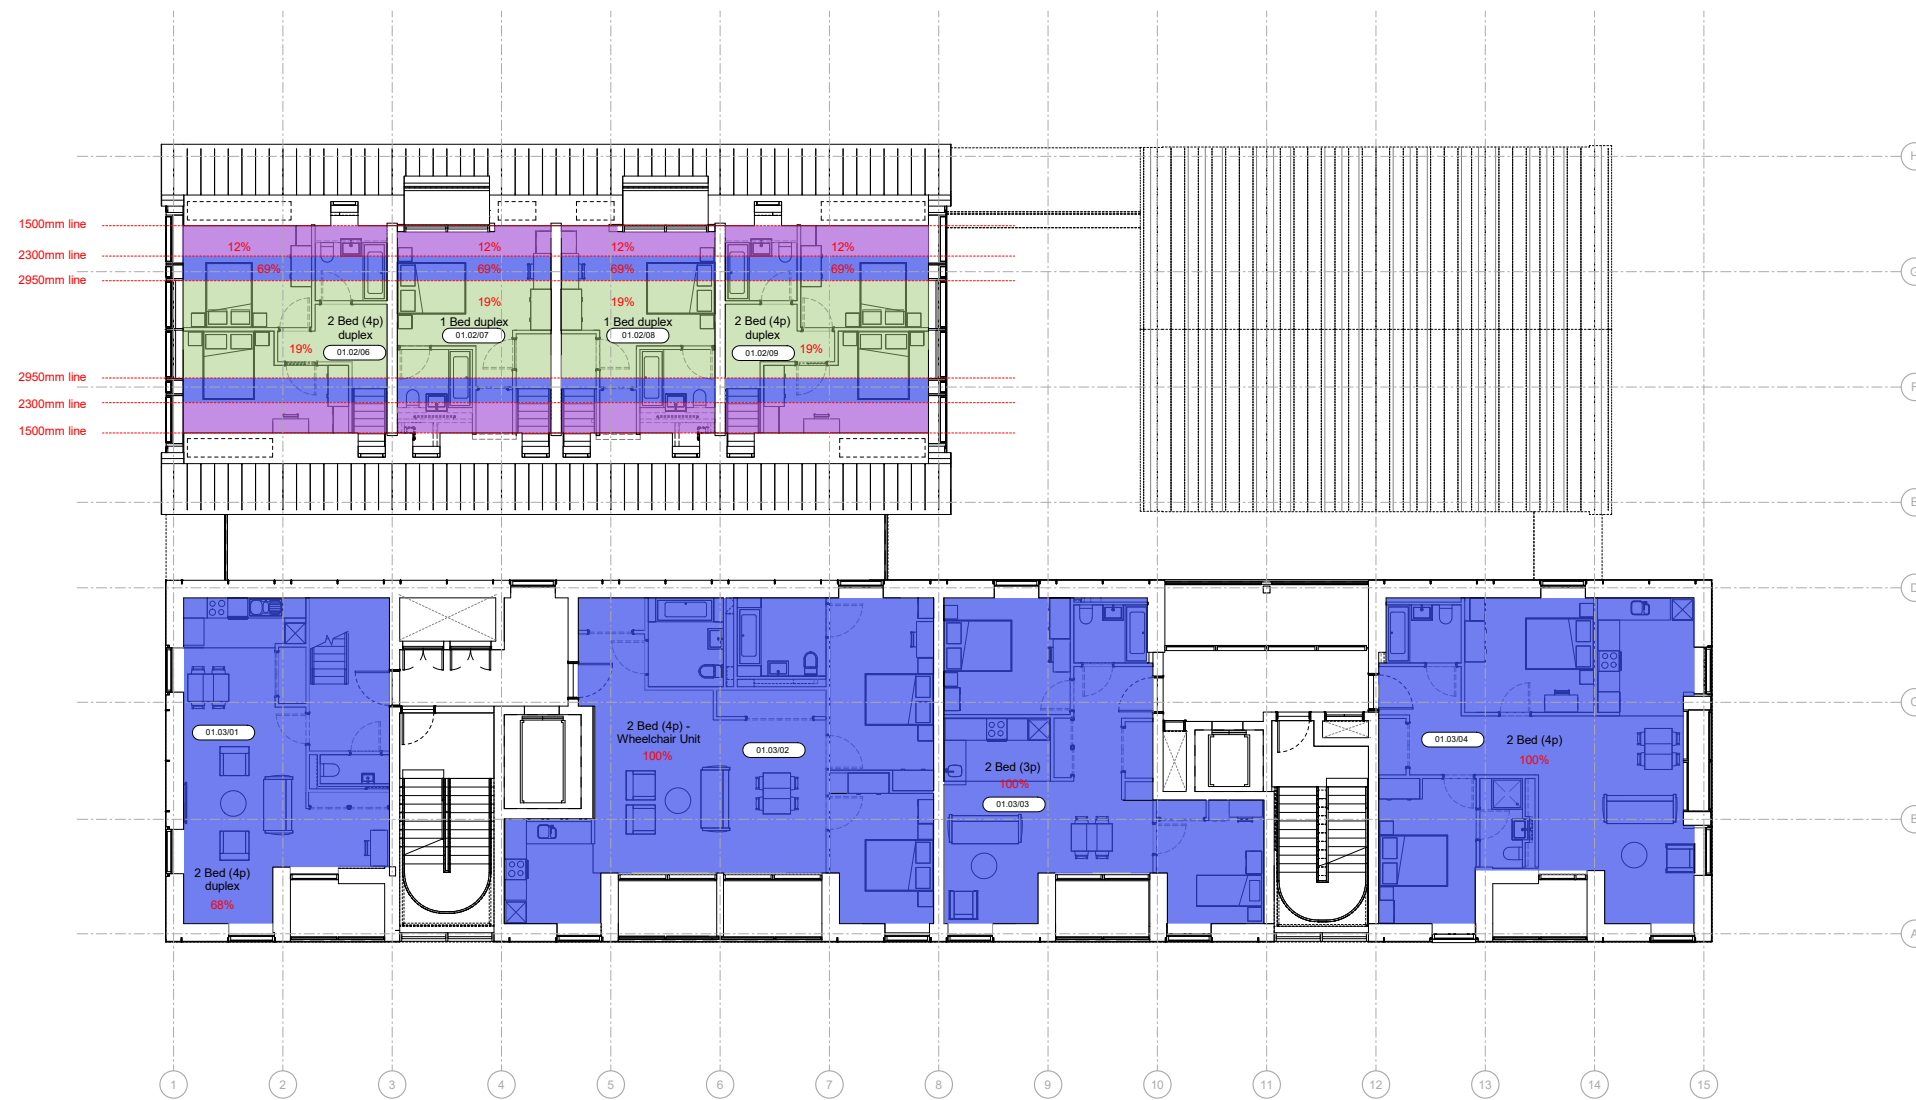 H
1500mm line
12%
12%
12%
12%
2300mm line
69%
69%
69%
69%
G
2950mm line
19%
19%
2 Bed (4p)
duplex
01.02/06
1 Bed duplex
01.02/07
1 Bed duplex
01.02/08
2 Bed (4p)
duplex
01.02/09
19%
19%
2950mm line
F
2300mm line
1500mm line
E
D
C
01.03/01
2 Bed (4p) -
Wheelchair Unit
100%
01.03/02
2 Bed (3p)
100%
01.03/03
01.03/04
2 Bed (4p)
100%
B
2 Bed (4p)
duplex
68%
A
1
2
3
4
5
6
7
8
9
10
11
12
13
14
15